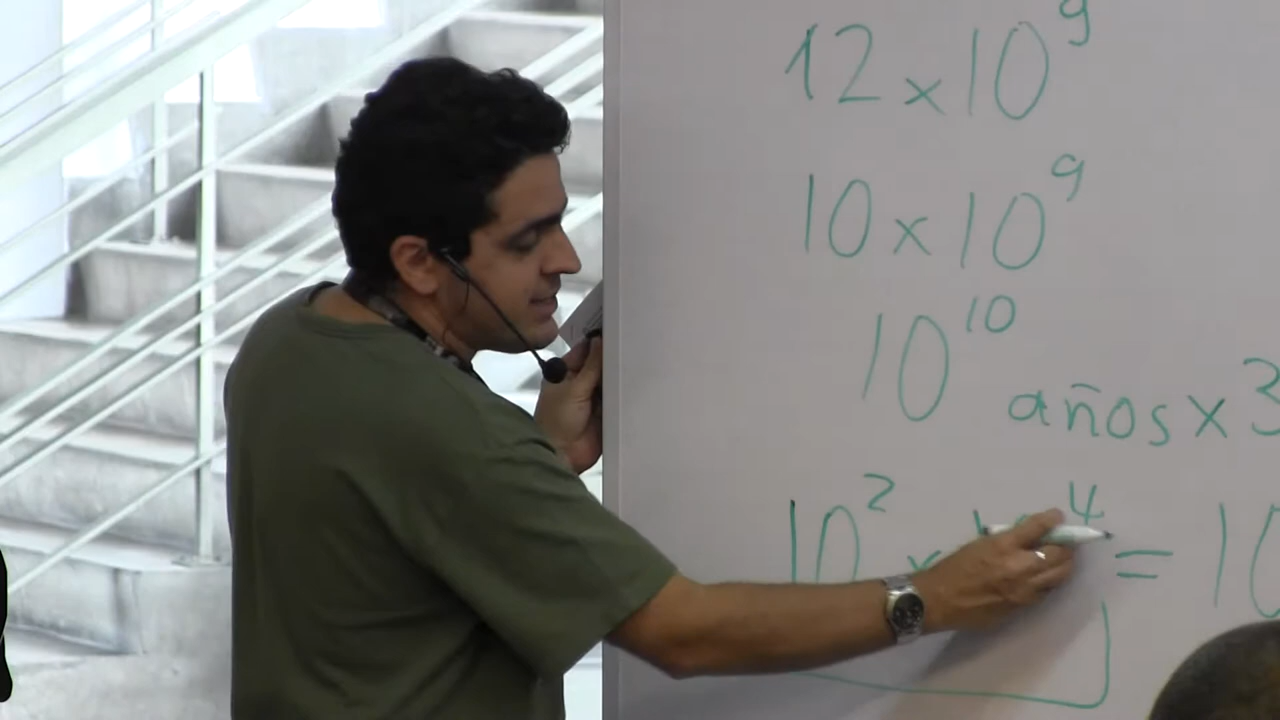 12 x 10⁹
10 x 10⁹
10¹⁰
años x 3
10² x 10⁴ = 10